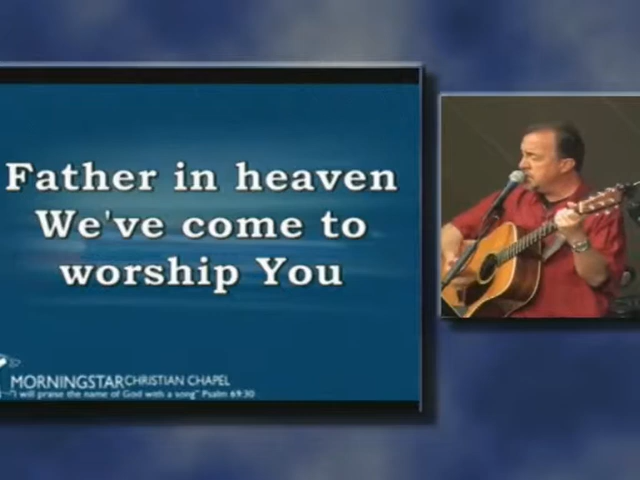 Father in heaven
We've come to
worship You
MORNINGSTAR CHRISTIAN CHAPEL
"I will praise the name of God with a song" Psalm 69:30